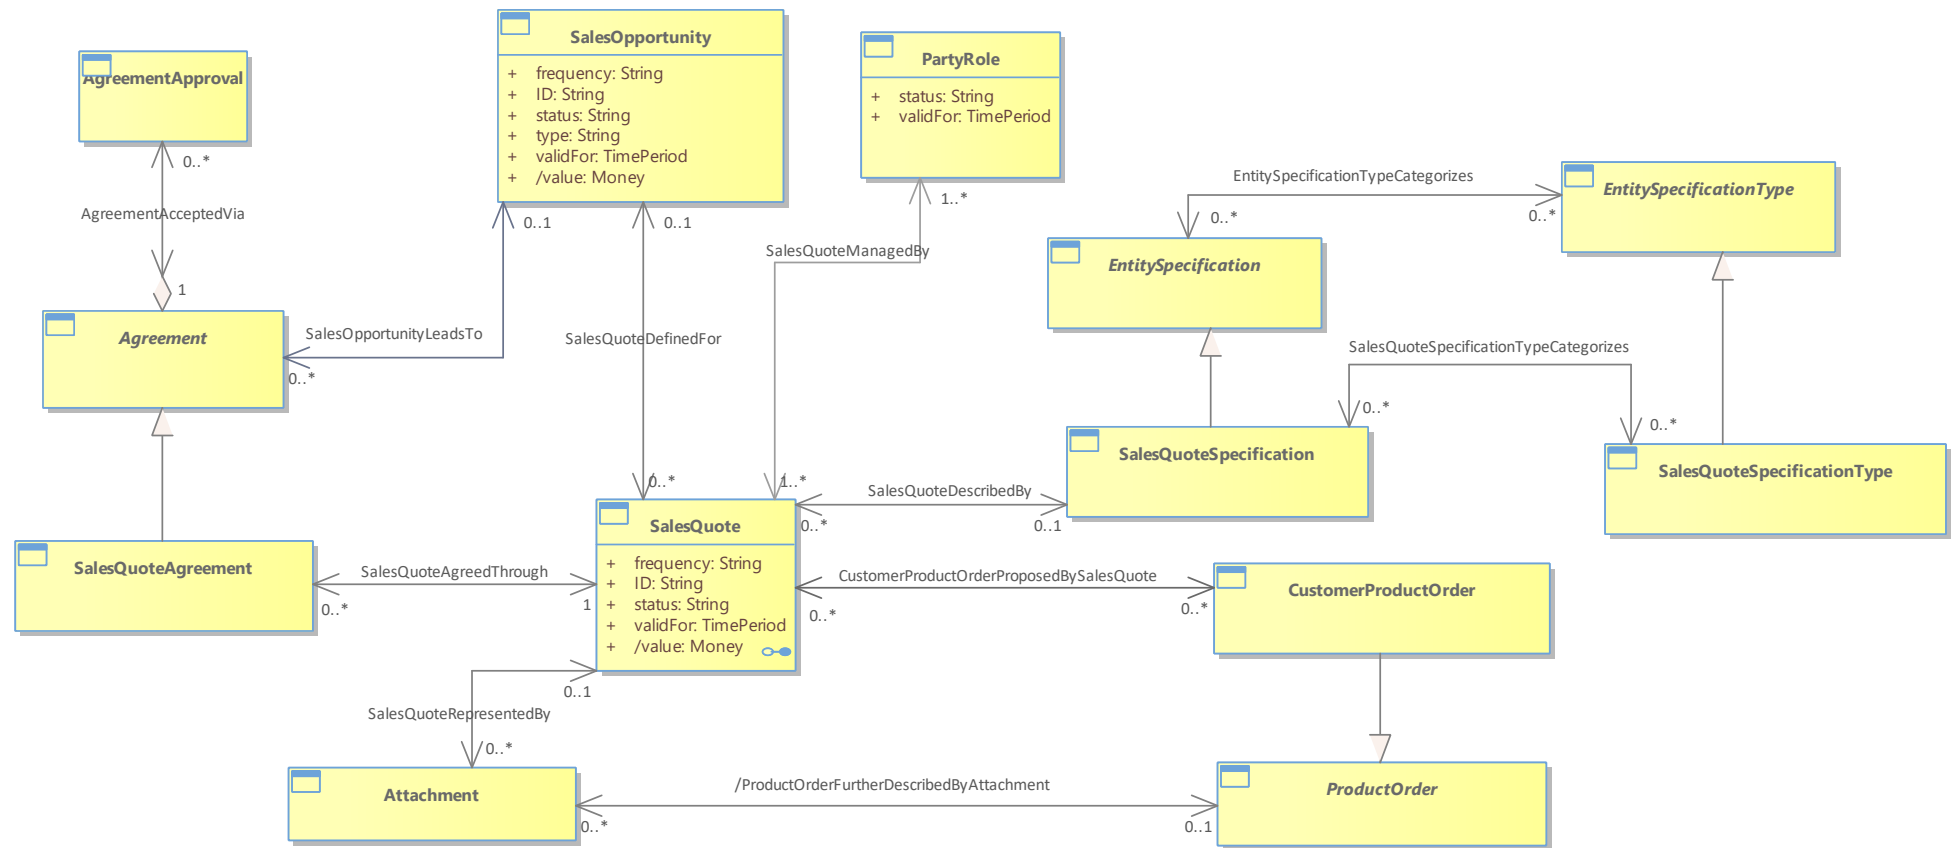 SalesOpportunity
+ frequency: String
+ ID: String
+ status: String
+ type: String
+ validFor: TimePeriod
+ /value: Money
PartyRole
+ status: String
+ validFor: TimePeriod
AgreementApproval
0..*
AgreementAcceptedVia
1
Agreement
SalesOpportunityLeadsTo
0..1
0..*
0..1
SalesQuoteDefinedFor
0..*
1..*
SalesQuoteManagedBy
1..*
EntitySpecificationTypeCategorizes
0..*
0..*
EntitySpecificationType
EntitySpecification
SalesQuoteSpecificationTypeCategorizes
0..*
0..*
SalesQuoteSpecification
SalesQuoteSpecificationType
SalesQuoteDescribedBy
0..*
0..1
SalesQuote
+ frequency: String
+ ID: String
+ status: String
+ validFor: TimePeriod
+ /value: Money
SalesQuoteAgreement
SalesQuoteAgreedThrough
0..*
1
CustomerProductOrderProposedBySalesQuote
0..*
0..*
CustomerProductOrder
0..1
SalesQuoteRepresentedBy
0..*
Attachment
/ProductOrderFurtherDescribedByAttachment
0..*
0..1
ProductOrder